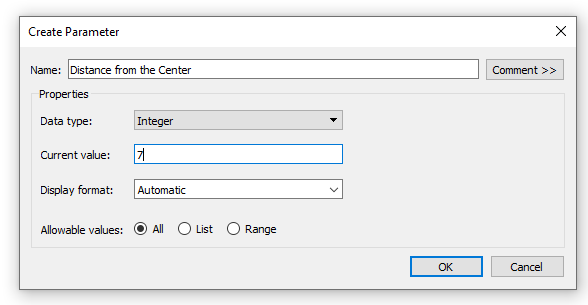 Create Parameter
Name: Distance from the Center Comment >>
Properties
Data type: Integer
Current value: 7
Display format: Automatic
Allowable values: All List Range
OK Cancel